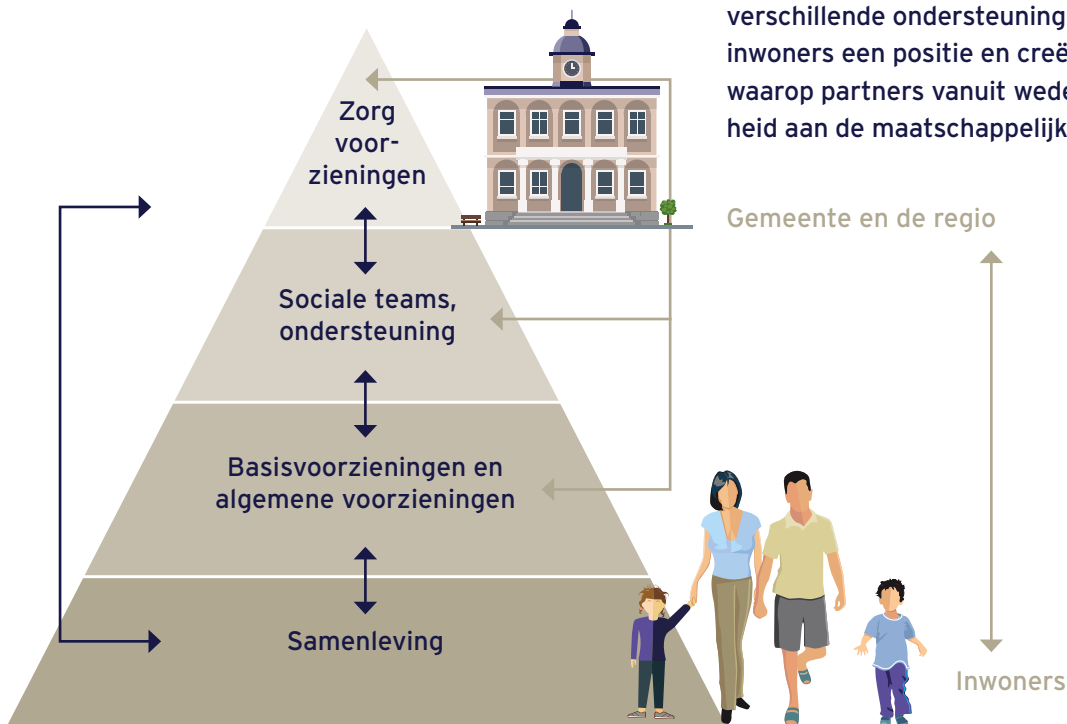 verschillende ondersteuning
inwoners een positie en creë
waarop partners vanuit wede
heid aan de maatschappelijk
Zorg
voor-
zieningen
Gemeente en de regio
Sociale teams,
ondersteuning
Basisvoorzieningen en
algemene voorzieningen
Samenleving
Inwoners